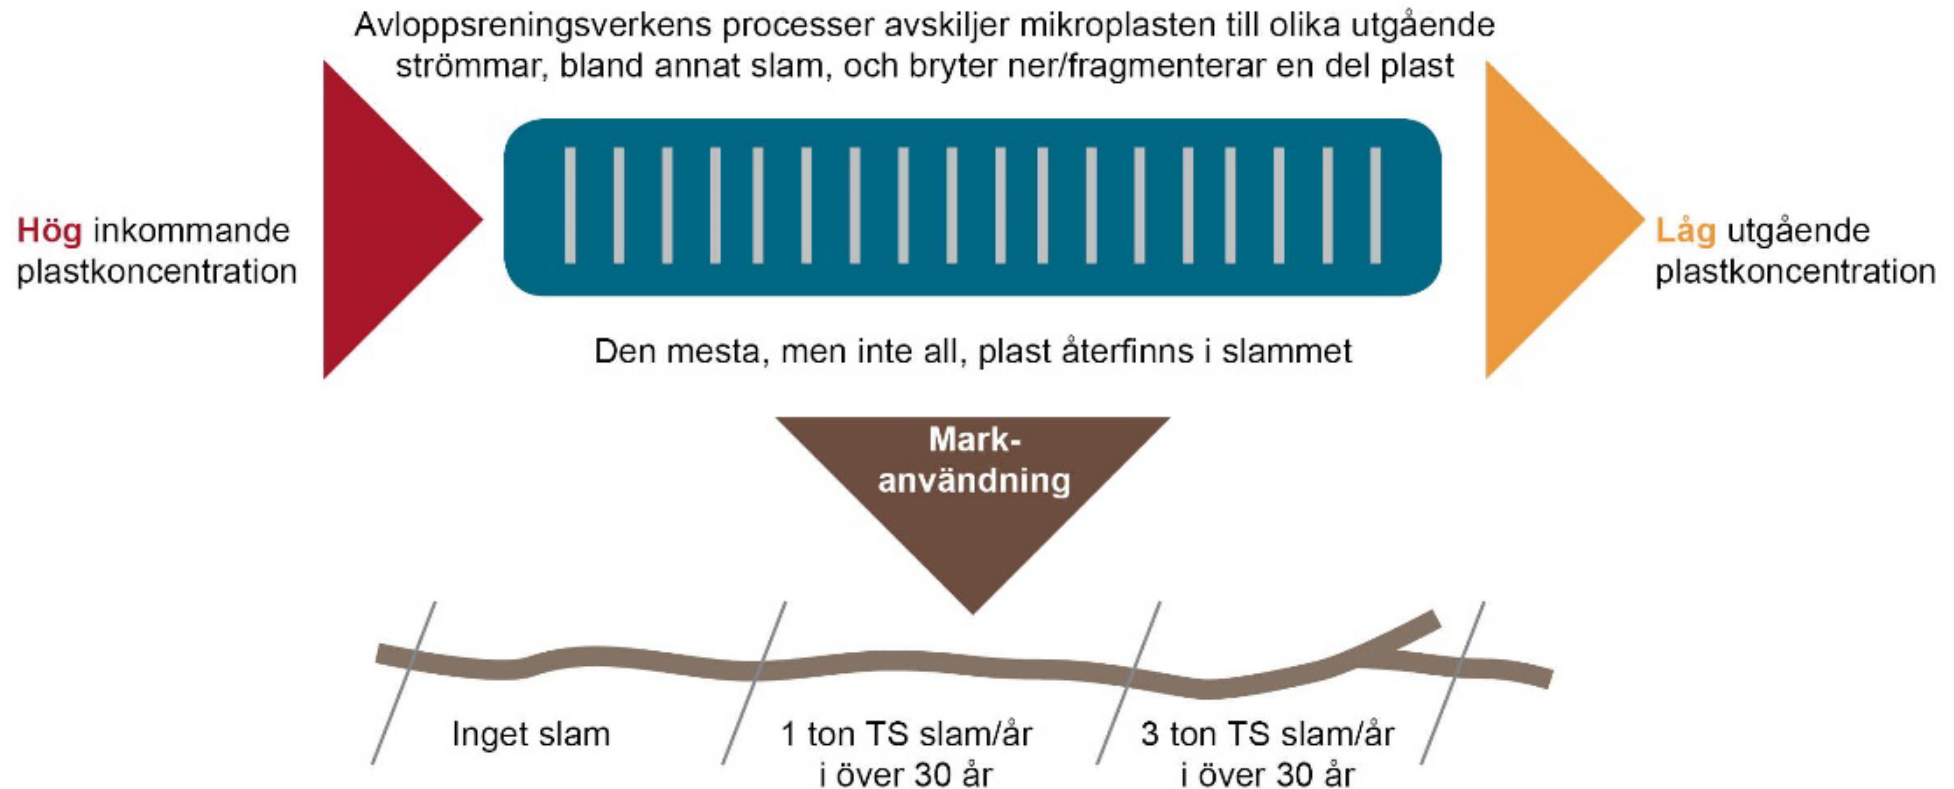 Avloppsreningsverkens processer avskiljer mikroplasten till olika utgående
strömmar, bland annat slam, och bryter ner/fragmenterar en del plast
Hög inkommande
plastkoncentration
Låg utgående
plastkoncentration
Den mesta, men inte all, plast återfinns i slammet
Mark-
användning
Inget slam
1 ton TS slam/år
i över 30 år
3 ton TS slam/år
i över 30 år